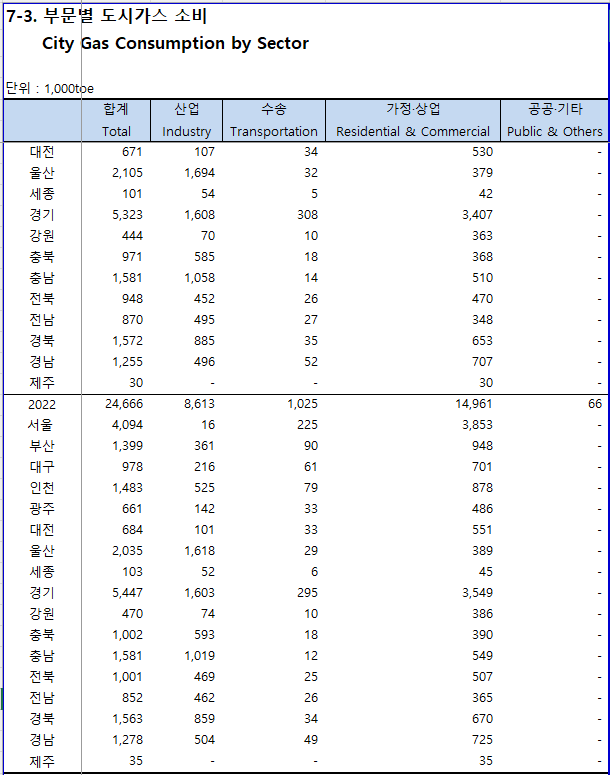 7-3. 부문별 도시가스 소비
City Gas Consumption by Sector
단위 : 1,000toe
합계 산업 수송 가정·상업 공공·기타
Total Industry Transportation Residential & Commercial Public & Others
대전 671 107 34 530 -
울산 2,105 1,694 32 379 -
세종 101 54 5 42 -
경기 5,323 1,608 308 3,407 -
강원 444 70 10 363 -
충북 971 585 18 368 -
충남 1,581 1,058 14 510 -
전북 948 452 26 470 -
전남 870 495 27 348 -
경북 1,572 885 35 653 -
경남 1,255 496 52 707 -
제주 30 - - 30 -
2022 24,666 8,613 1,025 14,961 66
서울 4,094 16 225 3,853 -
부산 1,399 361 90 948 -
대구 978 216 61 701 -
인천 1,483 525 79 878 -
광주 661 142 33 486 -
대전 684 101 33 551 -
울산 2,035 1,618 29 389 -
세종 103 52 6 45 -
경기 5,447 1,603 295 3,549 -
강원 470 74 10 386 -
충북 1,002 593 18 390 -
충남 1,581 1,019 12 549 -
전북 1,001 469 25 507 -
전남 852 462 26 365 -
경북 1,563 859 34 670 -
경남 1,278 504 49 725 -
제주 35 - - 35 -